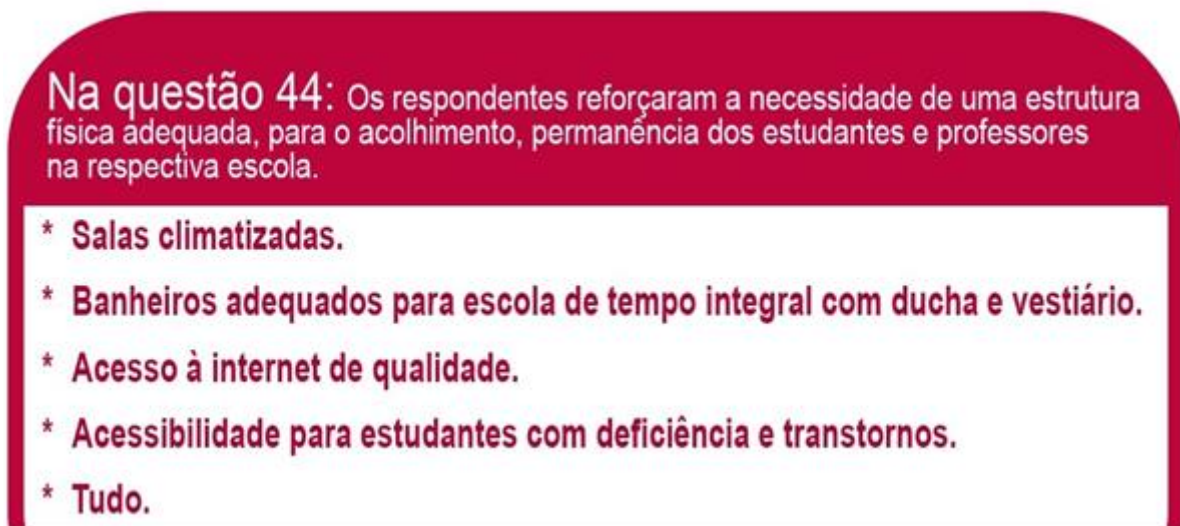 Na questão 44: Os respondentes reforçaram a necessidade de uma estrutura
física adequada, para o acolhimento, permanência dos estudantes e professores
na respectiva escola.
* Salas climatizadas.
* Banheiros adequados para escola de tempo integral com ducha e vestiário.
* Acesso à internet de qualidade.
* Acessibilidade para estudantes com deficiência e transtornos.
* Tudo.